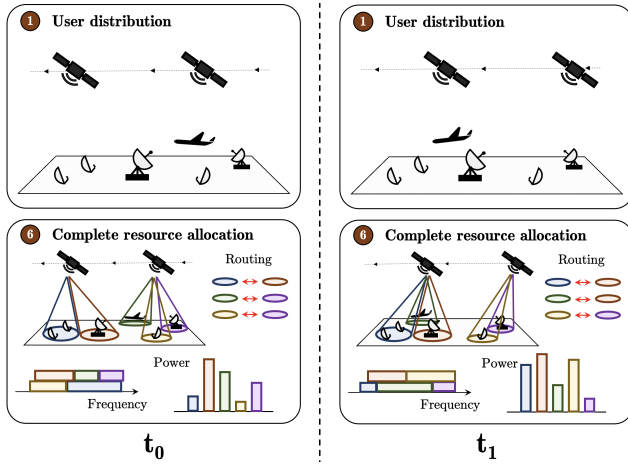 1 User distribution
6 Complete resource allocation
Routing
Power
Frequency
t0
1 User distribution
6 Complete resource allocation
Routing
Power
Frequency
t1